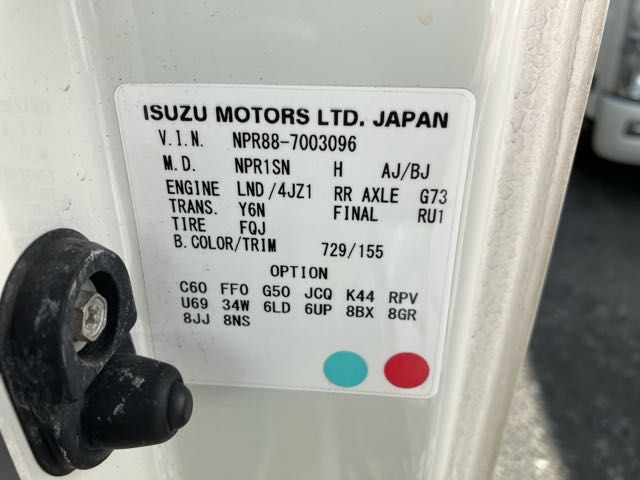 ISUZU MOTORS LTD. JAPAN
V.I.N. NPR88-7003096
M.D. NPR1SN H AJ/BJ
ENGINE LND/4JZ1 RR AXLE G73
TRANS. Y6N FINAL RU1
TIRE FQJ
B.COLOR/TRIM 729/155
OPTION
C60 FF0 G50 JCQ K44 RPV
U69 34W 6LD 6UP 8BX 8GR
8JJ 8NS